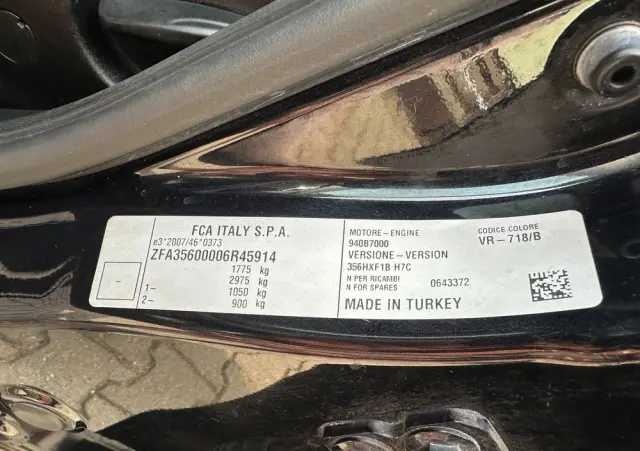 FCA ITALY S.P.A.
e3*2007/46*0373
ZFA35600006R45914
1775 kg
2975 kg
1- 1050 kg
2- 900 kg
MOTORE-ENGINE
940B7000
VERSIONE-VERSION
356HXF1B H7C
N PER RICAMBI
N FOR SPARES 0643372
MADE IN TURKEY
CODICE COLORE
VR-718/B